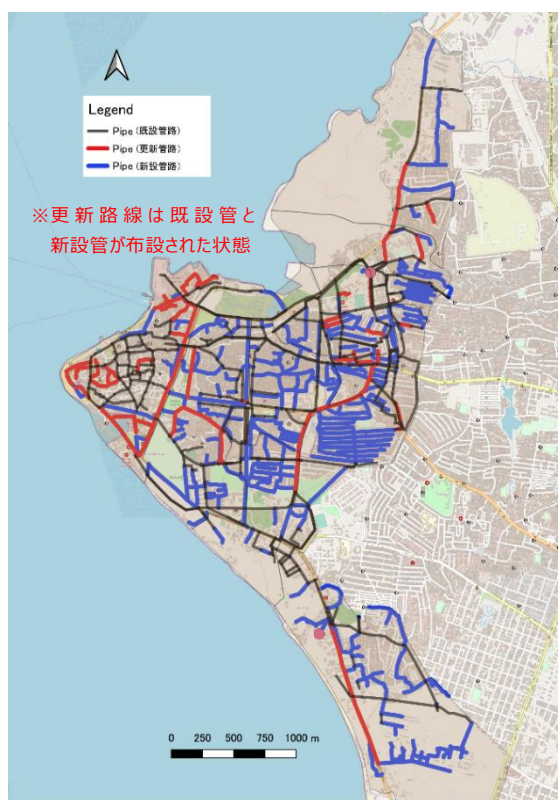 Legend
Pipe (既設管路)
Pipe (更新管路)
Pipe (新設管路)
※更新路線は既設管と
新設管が布設された状態
0 250 500 750 1000 m